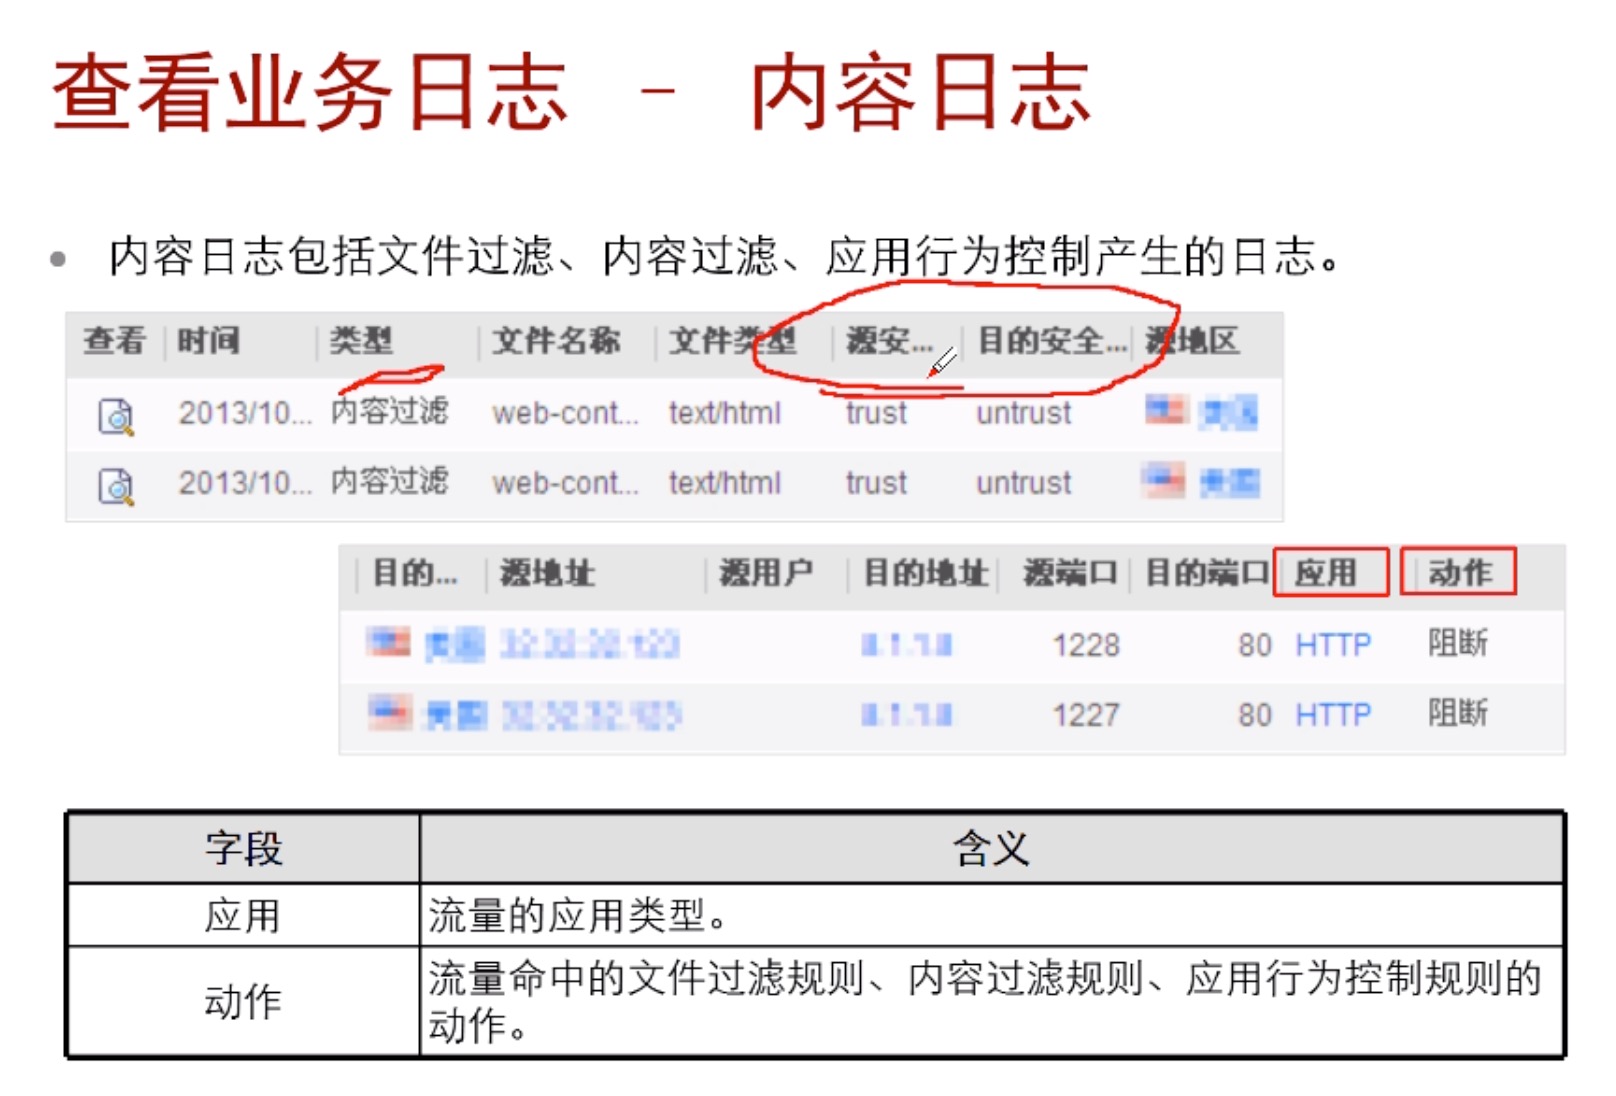 查看业务日志 - 内容日志
内容日志包括文件过滤、内容过滤、应用行为控制产生的日志。
查看 时间 类型 文件名称 文件类型 源安... 目的安全... 源地区
2013/10... 内容过滤 web-cont... text/html trust untrust
2013/10... 内容过滤 web-cont... text/html trust untrust
目的... 源地址 源用户 目的地址 源端口 目的端口 应用 动作
1228 80 HTTP 阻断
1227 80 HTTP 阻断
字段 含义
应用 流量的应用类型。
动作 流量命中的文件过滤规则、内容过滤规则、应用行为控制规则的
动作。